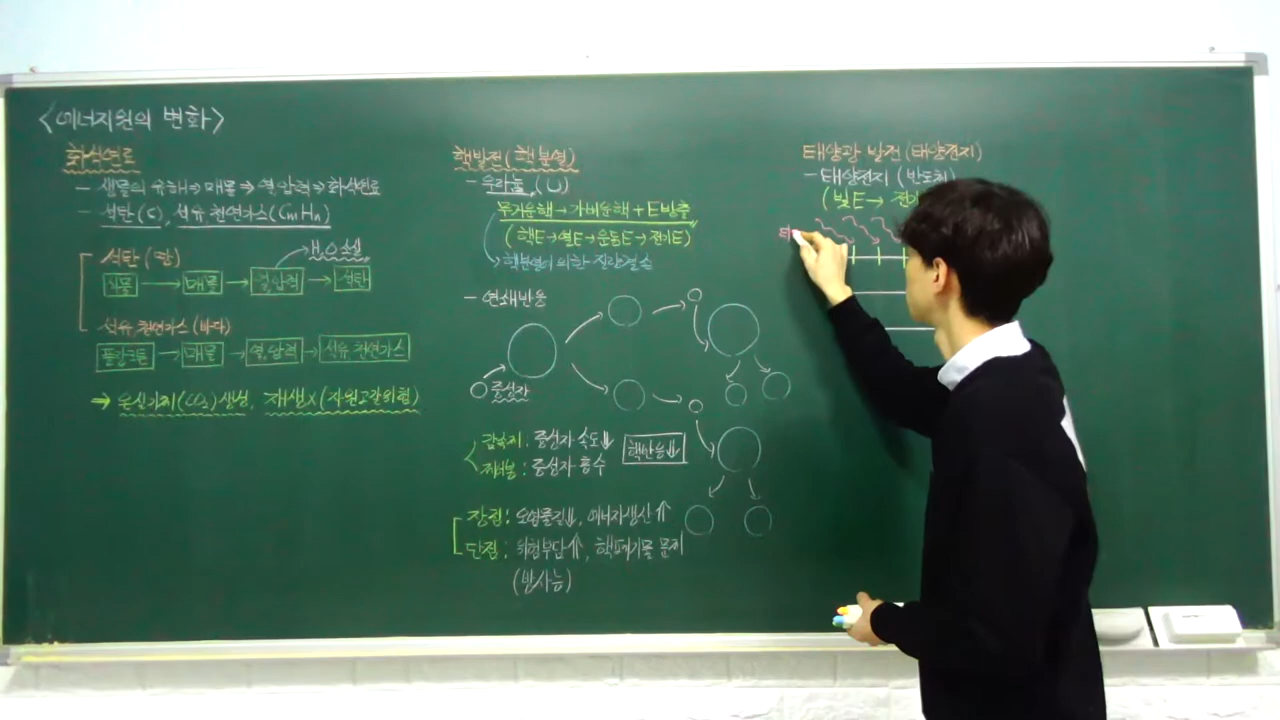 <에너지원의 변화>
화석연료
- 생물의 유해⇒매몰⇒열,압력⇒화석연료
- 석탄(C), 석유 천연가스(CmHn)
석탄(땅)
H,O손실
식물 → 매몰 → 열,압력 → 석탄
석유 천연가스(바다)
플랑크톤 → 매몰 → 열,압력 → 석유 천연가스
→ 온실기체(CO₂)생성, 재생X(자원고갈위험)
핵발전(핵분열)
- 우라늄(U)
무거운핵→가벼운핵+E방출
(핵E→열E→운동E→전기E)
핵분열에 의한 질량결손
- 연쇄반응
중성자
감속재: 중성자 속도⇓
제어봉: 중성자 흡수
핵반응⇓
장점: 오염물질⇓, 에너지생산⇑
단점: 위험부담⇑, 핵폐기물 문제
(방사능)
태양광 발전(태양전지)
- 태양전지(반도체)
(빛E→ 전기